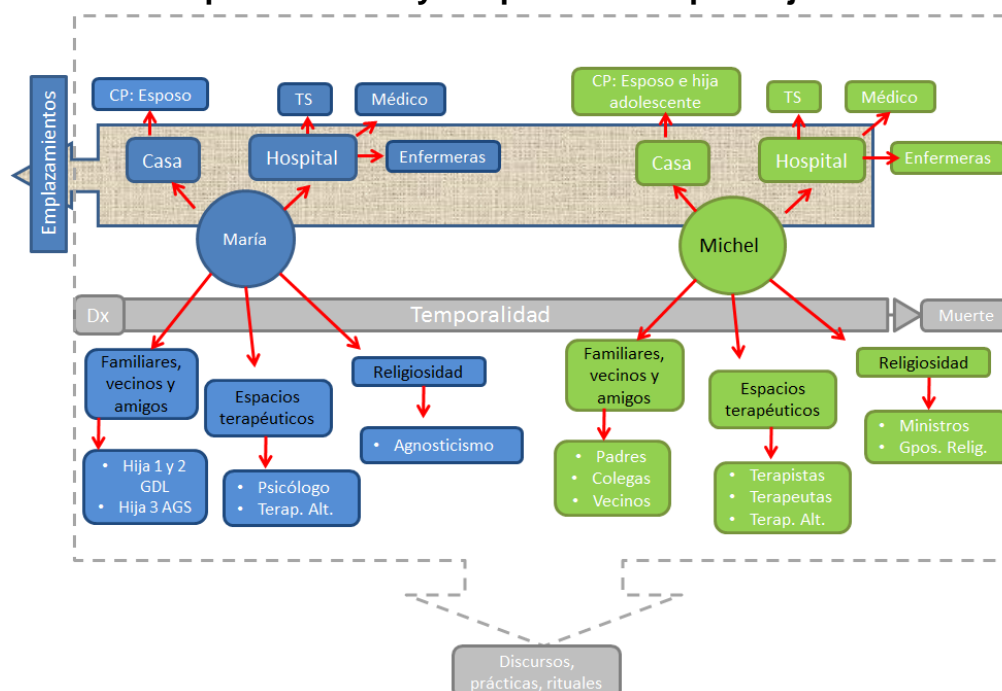 Emplazamientos
CP: Esposo
TS
Médico
Casa
Hospital
Enfermeras
María
CP: Esposo e hija
adolescente
TS
Médico
Casa
Hospital
Enfermeras
Michel
Dx
Temporalidad
Muerte
Familiares,
vecinos y
amigos
• Hija 1 y 2
GDL
• Hija 3 AGS
Espacios
terapéuticos
• Psicólogo
• Terap. Alt.
Religiosidad
• Agnosticismo
Familiares,
vecinos y
amigos
• Padres
• Colegas
• Vecinos
Espacios
terapéuticos
• Terapistas
• Terapeutas
• Terap. Alt.
Religiosidad
• Ministros
• Gpos. Relig.
Discursos,
prácticas, rituales